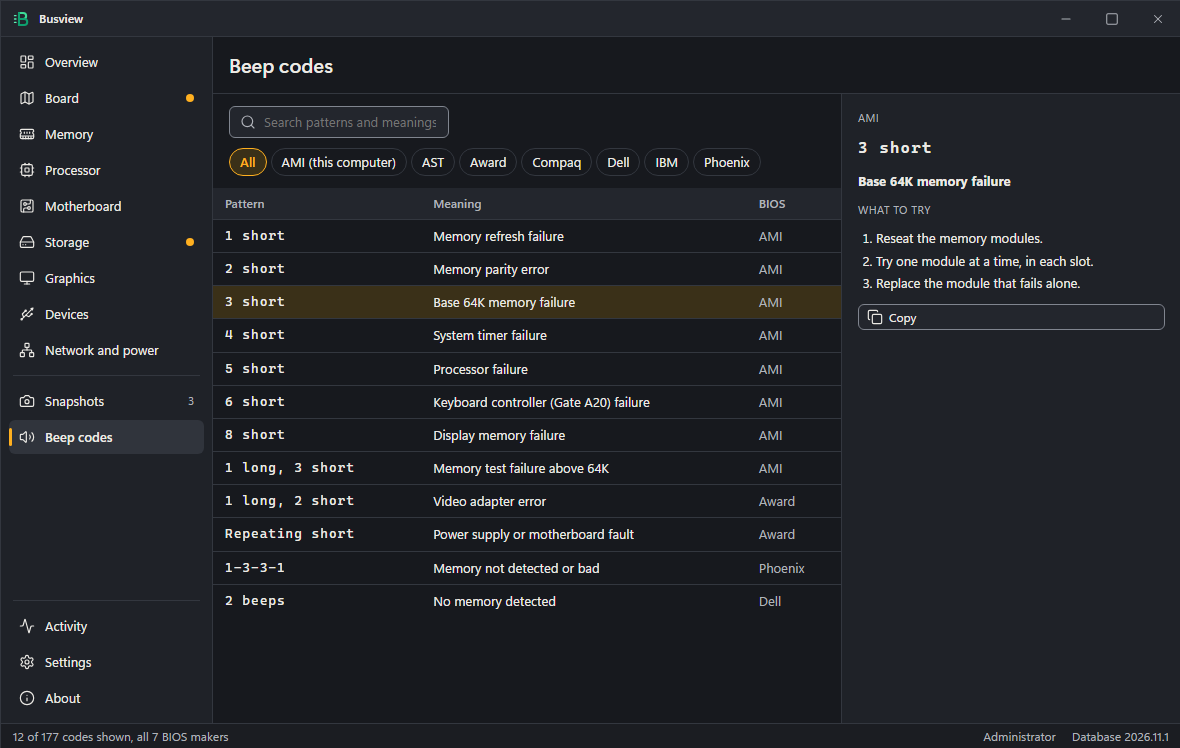 Busview
Overview
Board
Memory
Processor
Motherboard
Storage
Graphics
Devices
Network and power
Snapshots 3
Beep codes
Activity
Settings
About
Beep codes
Search patterns and meanings
All AMI (this computer) AST Award Compaq Dell IBM Phoenix
Pattern Meaning BIOS
1 short Memory refresh failure AMI
2 short Memory parity error AMI
3 short Base 64K memory failure AMI
4 short System timer failure AMI
5 short Processor failure AMI
6 short Keyboard controller (Gate A20) failure AMI
8 short Display memory failure AMI
1 long, 3 short Memory test failure above 64K AMI
1 long, 2 short Video adapter error Award
Repeating short Power supply or motherboard fault Award
1-3-3-1 Memory not detected or bad Phoenix
2 beeps No memory detected Dell
AMI
3 short
Base 64K memory failure
WHAT TO TRY
1. Reseat the memory modules.
2. Try one module at a time, in each slot.
3. Replace the module that fails alone.
Copy
12 of 177 codes shown, all 7 BIOS makers
Administrator Database 2026.11.1